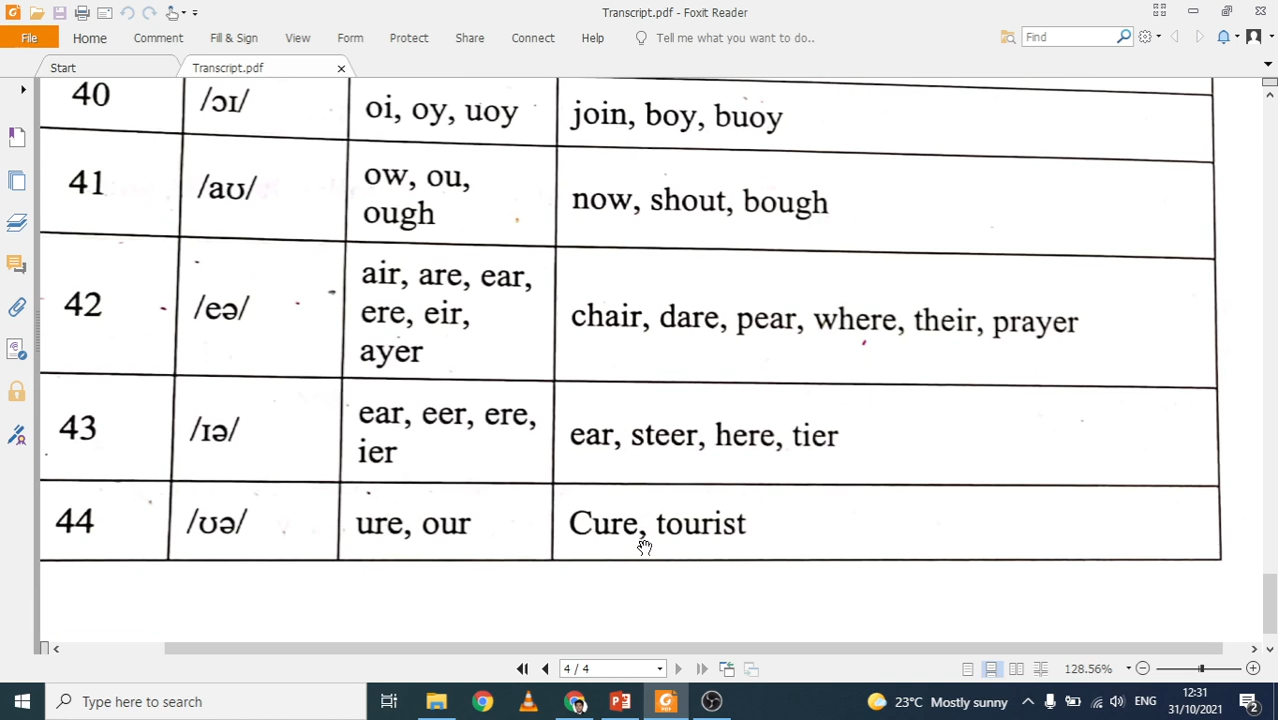 Transcript.pdf - Foxit Reader
File Home Comment Fill & Sign View Form Protect Share Connect Help Tell me what you want to do.. Find
Start Transcript.pdf
40 /ɔɪ/ oi, oy, uoy join, boy, buoy
41 /aʊ/ ow, ou, now, shout, bough
ough
42 /eə/ air, are, ear, chair, dare, pear, where, their, prayer
ere, eir,
ayer
43 /ɪə/ ear, eer, ere, ear, steer, here, tier
ier
44 /ʊə/ ure, our Cure, tourist
4 / 4 128.56%
Type here to search 23°C Mostly sunny ENG 12:31
31/10/2021 2